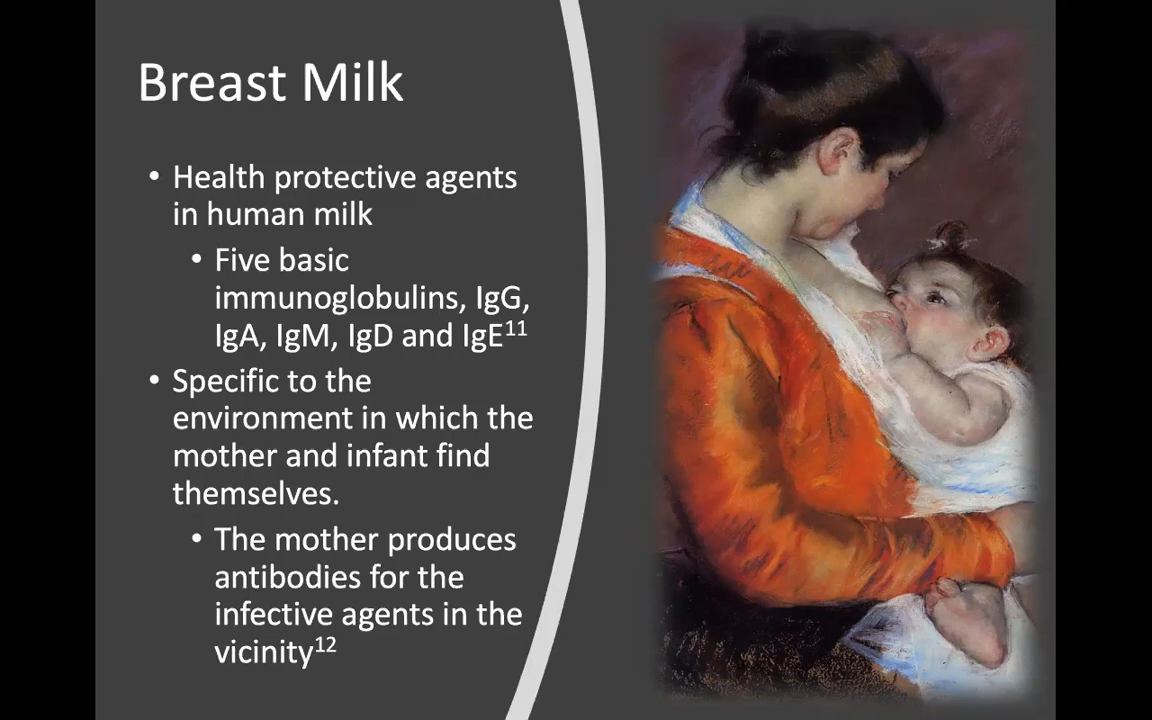 Breast Milk
• Health protective agents
in human milk
• Five basic
immunoglobulins, IgG,
IgA, IgM, IgD and IgE¹¹
• Specific to the
environment in which the
mother and infant find
themselves.
• The mother produces
antibodies for the
infective agents in the
vicinity¹²